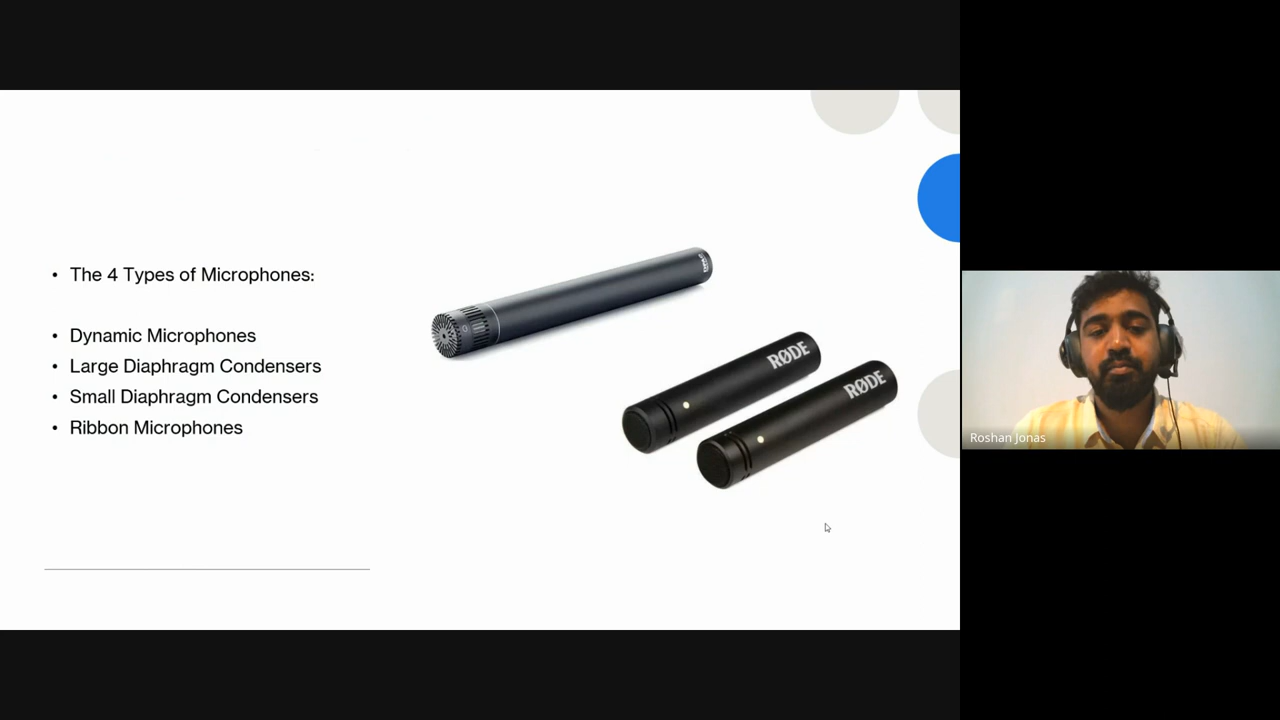 • The 4 Types of Microphones:
• Dynamic Microphones
• Large Diaphragm Condensers
• Small Diaphragm Condensers
• Ribbon Microphones
RØDE
RØDE
Roshan Jonas